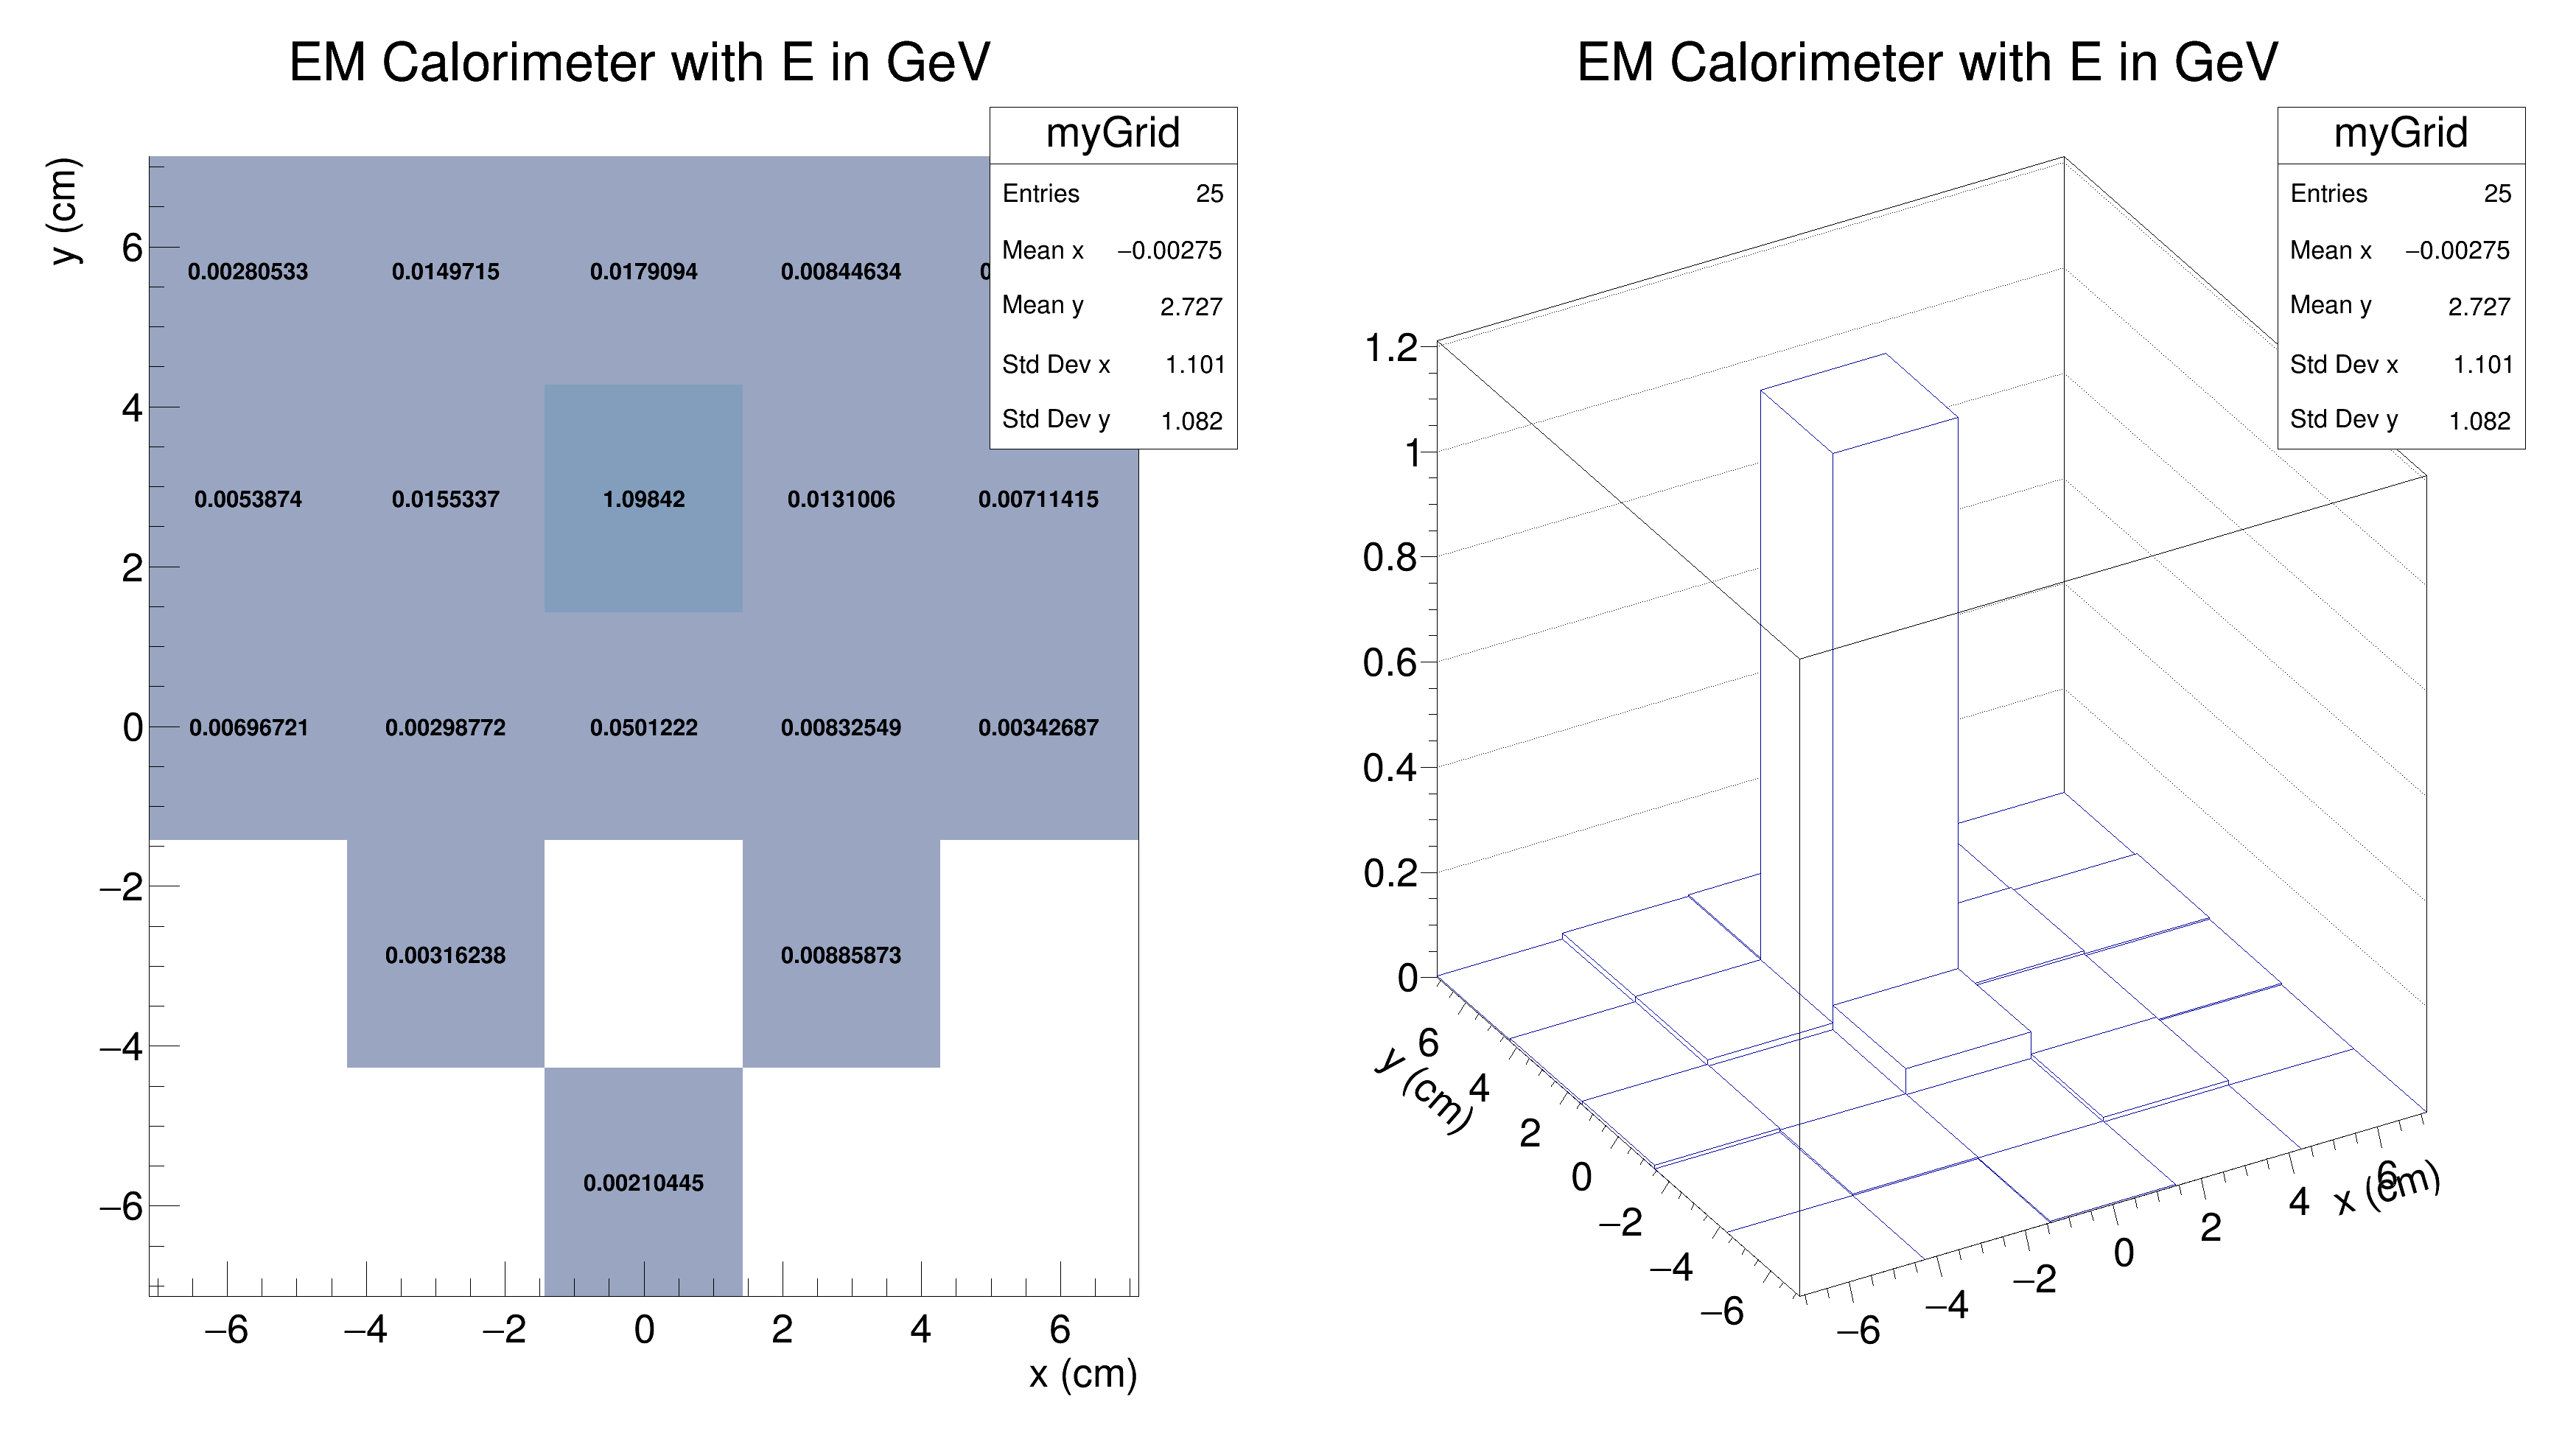 EM Calorimeter with E in GeV
myGrid
Entries 25
Mean x −0.00275
Mean y 2.727
Std Dev x 1.101
Std Dev y 1.082
y (cm)
6
4
2
0
−2
−4
−6
0.00280533 0.0149715 0.0179094 0.00844634
0.0053874 0.0155337 1.09842 0.0131006 0.00711415
0.00696721 0.00298772 0.0501222 0.00832549 0.00342687
0.00316238 0.00885873
0.00210445
−6 −4 −2 0 2 4 6
x (cm)
EM Calorimeter with E in GeV
myGrid
Entries 25
Mean x −0.00275
Mean y 2.727
Std Dev x 1.101
Std Dev y 1.082
1.2
1
0.8
0.6
0.4
0.2
0
6
4
2
0
−2
−4
−6
y (cm)
−6 −4 −2 0 2 4 6
x (cm)